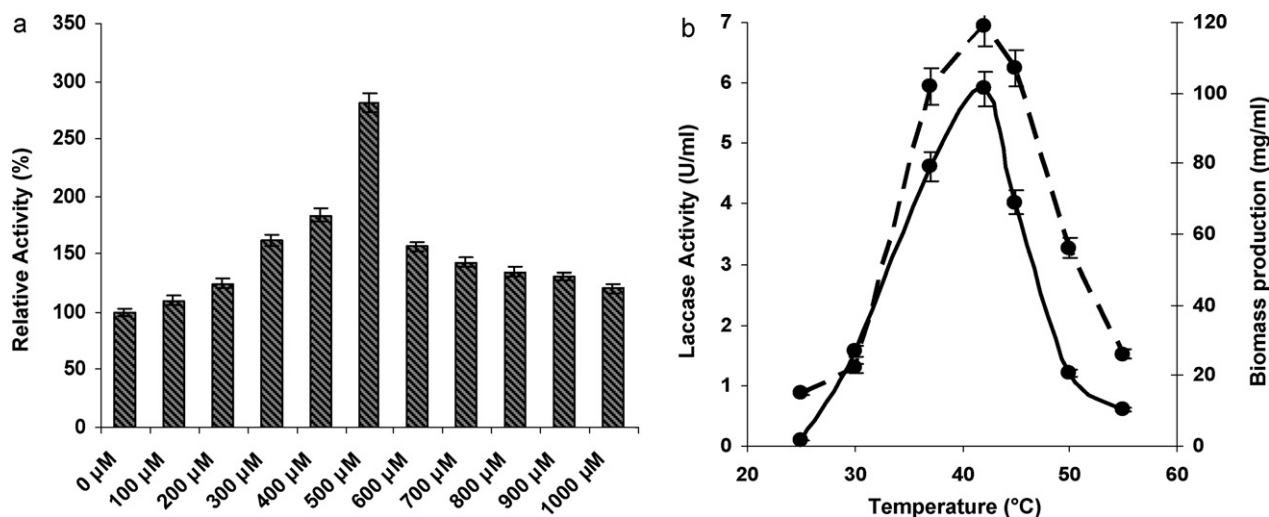 a
Relative Activity (%)
350
300
250
200
150
100
50
0
0 µM
100 µM
200 µM
300 µM
400 µM
500 µM
600 µM
700 µM
800 µM
900 µM
1000 µM
b
Laccase Activity (U/ml)
7
6
5
4
3
2
1
0
20
30
40
50
60
Temperature (°C)
120
100
80
60
40
20
0
Biomass production (mg/ml)